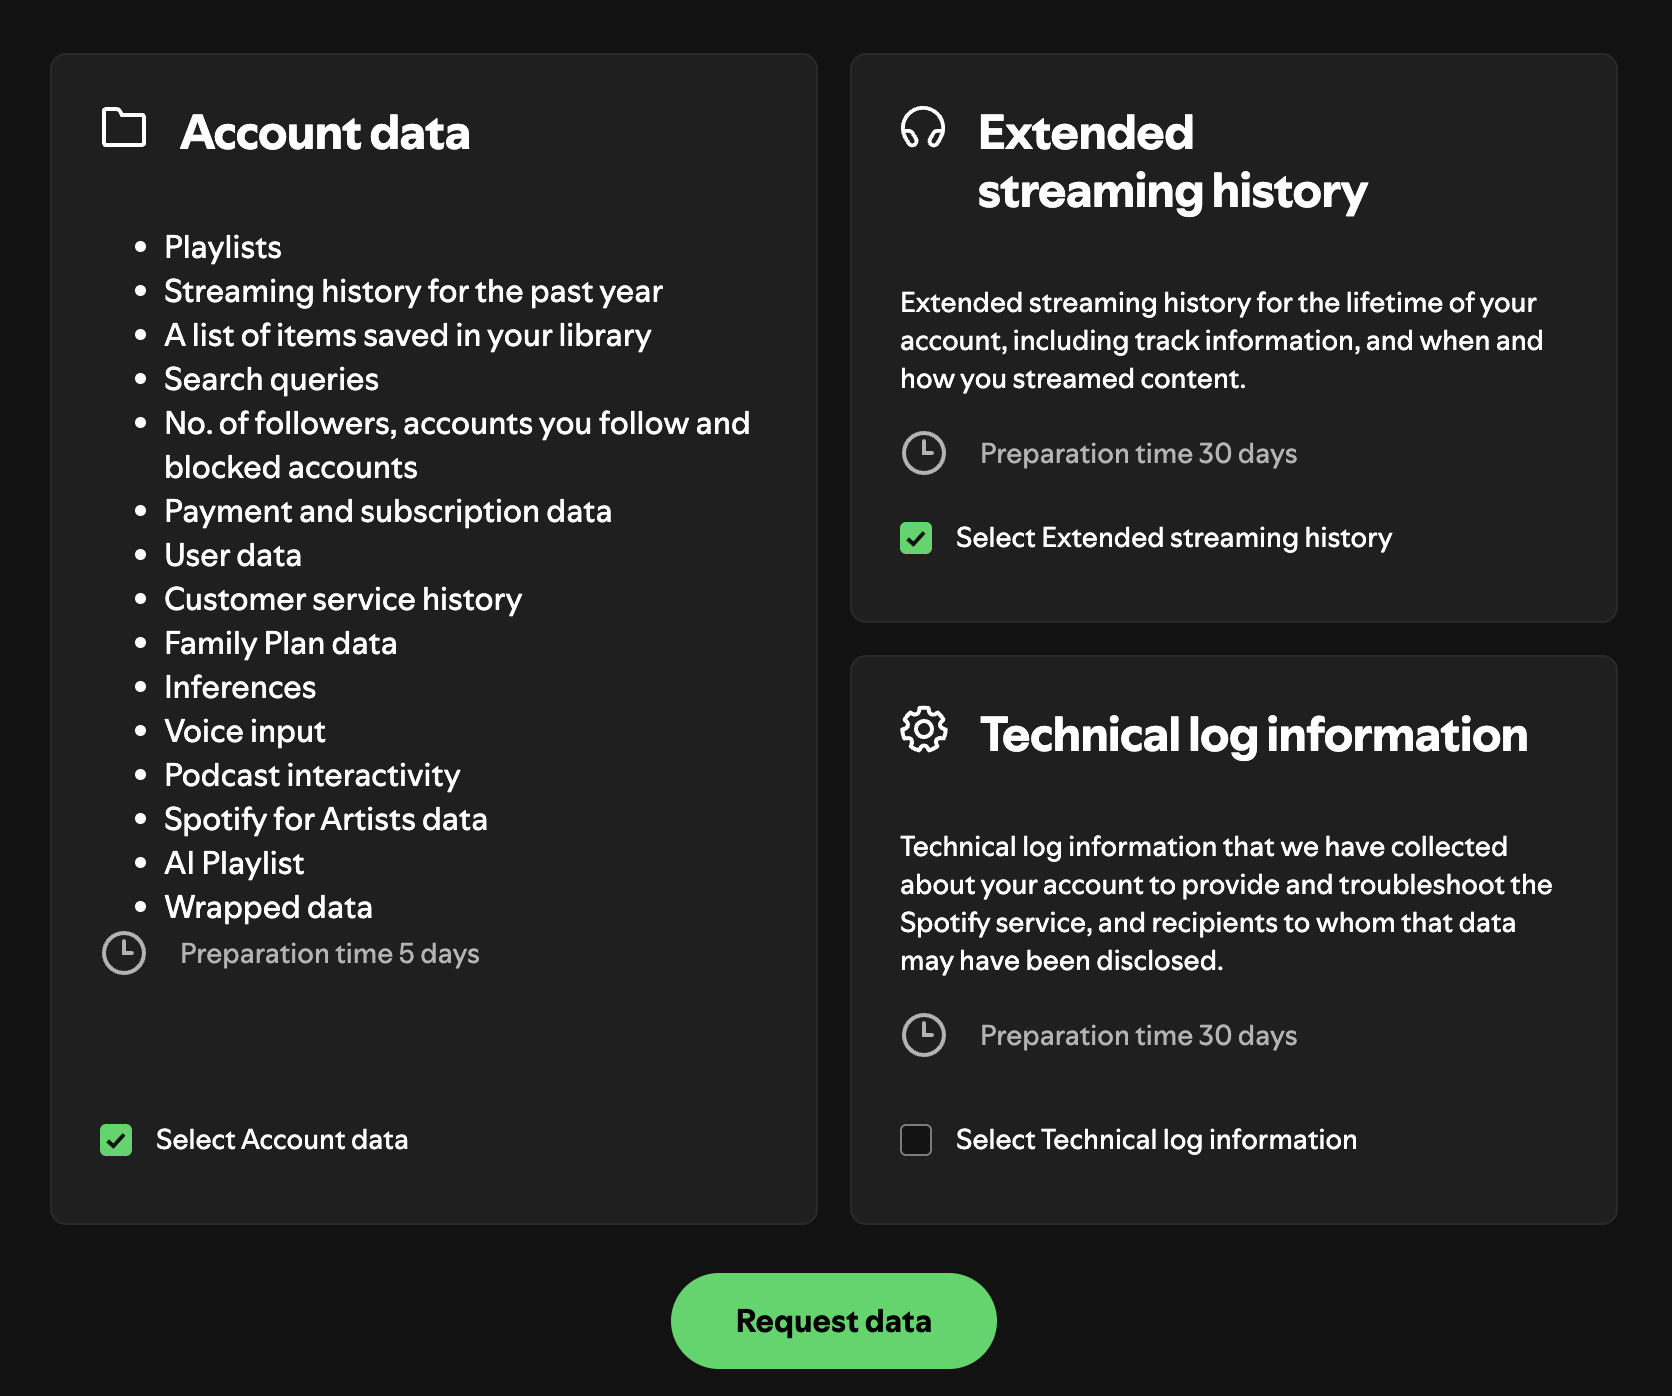 Account data
Playlists
Streaming history for the past year
A list of items saved in your library
Search queries
No. of followers, accounts you follow and
blocked accounts
Payment and subscription data
User data
Customer service history
Family Plan data
Inferences
Voice input
Podcast interactivity
Spotify for Artists data
AI Playlist
Wrapped data
Preparation time 5 days
Select Account data
Extended
streaming history
Extended streaming history for the lifetime of your
account, including track information, and when and
how you streamed content.
Preparation time 30 days
Select Extended streaming history
Technical log information
Technical log information that we have collected
about your account to provide and troubleshoot the
Spotify service, and recipients to whom that data
may have been disclosed.
Preparation time 30 days
Select Technical log information
Request data